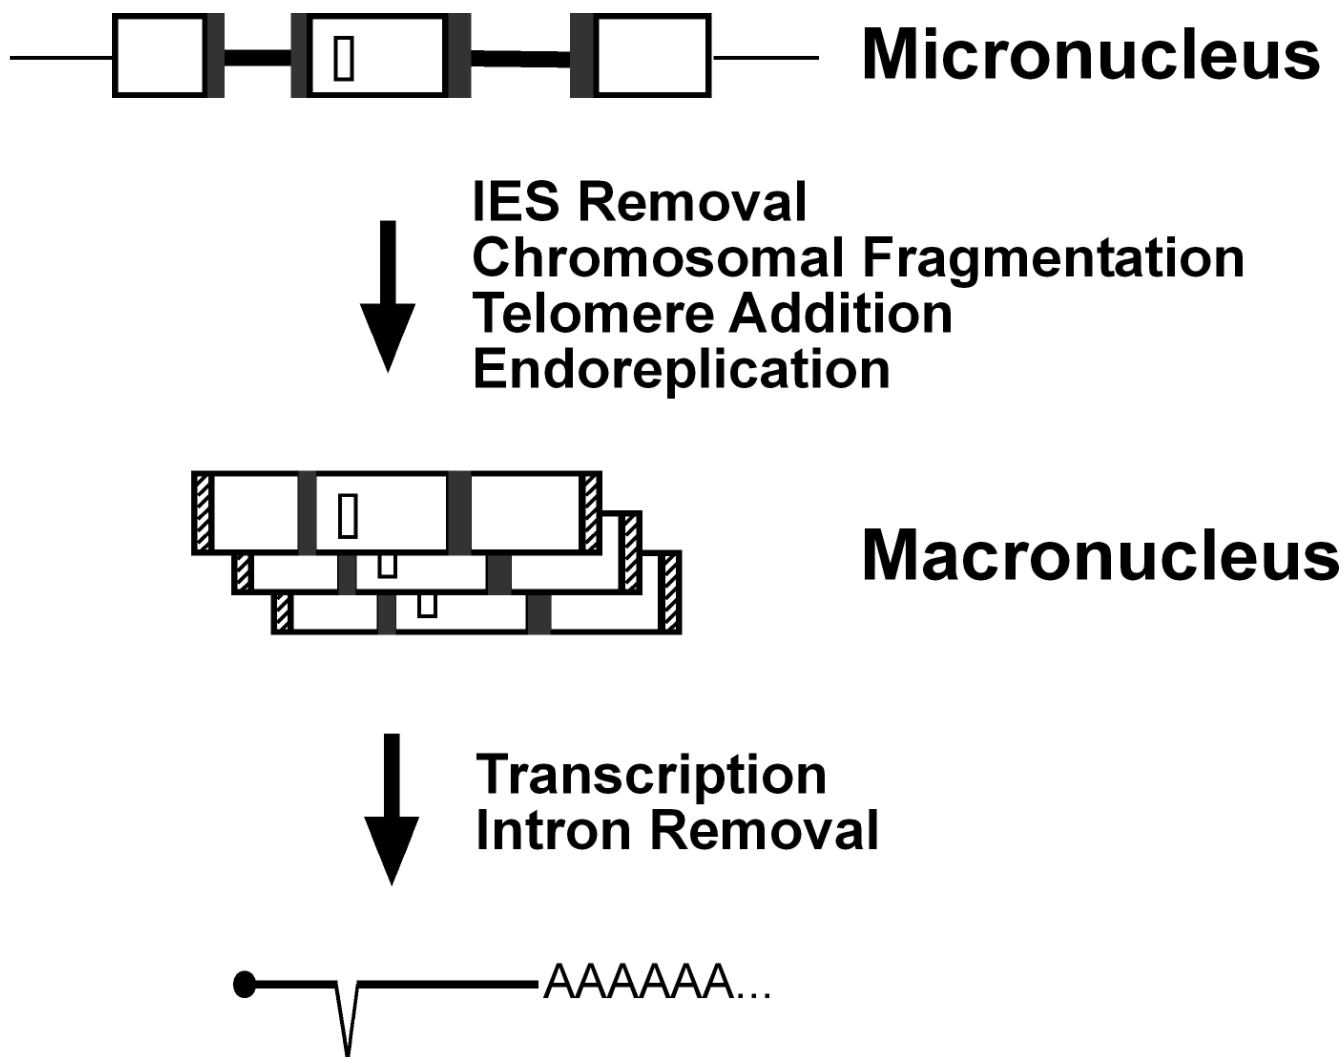 Micronucleus
IES Removal
Chromosomal Fragmentation
Telomere Addition
Endoreplication
Macronucleus
Transcription
Intron Removal
AAAAAA...